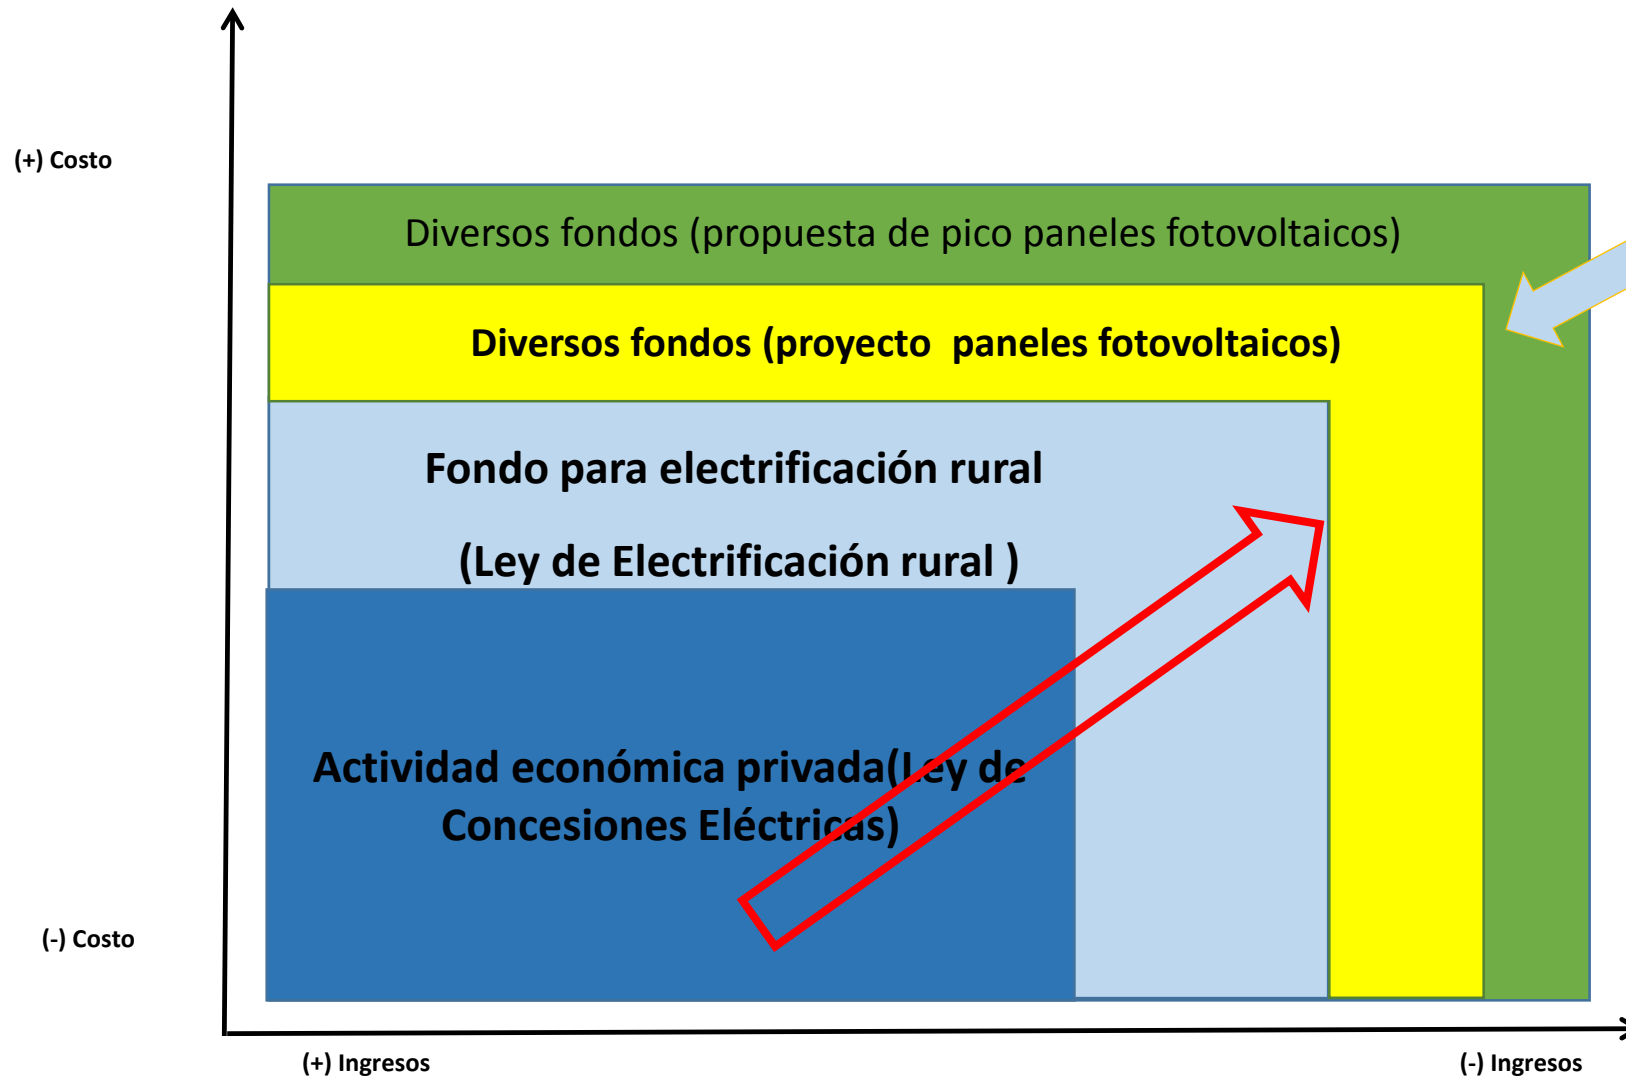 (+) Costo
Diversos fondos (propuesta de pico paneles fotovoltaicos)
Diversos fondos (proyecto  paneles fotovoltaicos)
Fondo para electrificación rural
(Ley de Electrificación rural )
Actividad económica privada(Ley de
Concesiones Eléctricas)
(-) Costo
(+) Ingresos
(-) Ingresos